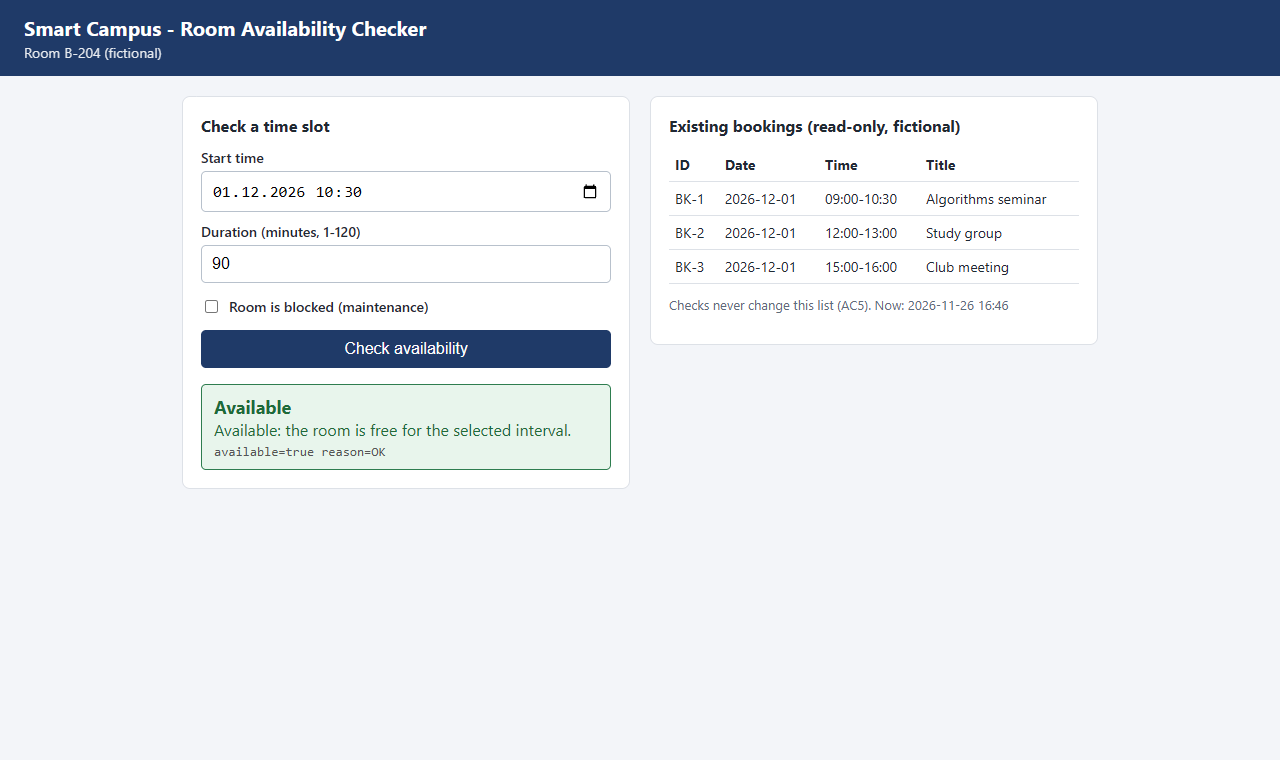 Smart Campus - Room Availability Checker
Room B-204 (fictional)
Check a time slot
Start time
01.12.2026 10:30
Duration (minutes, 1-120)
90
Room is blocked (maintenance)
Check availability
Available
Available: the room is free for the selected interval.
available=true reason=OK
Existing bookings (read-only, fictional)
ID Date Time Title
BK-1 2026-12-01 09:00-10:30 Algorithms seminar
BK-2 2026-12-01 12:00-13:00 Study group
BK-3 2026-12-01 15:00-16:00 Club meeting
Checks never change this list (AC5). Now: 2026-11-26 16:46